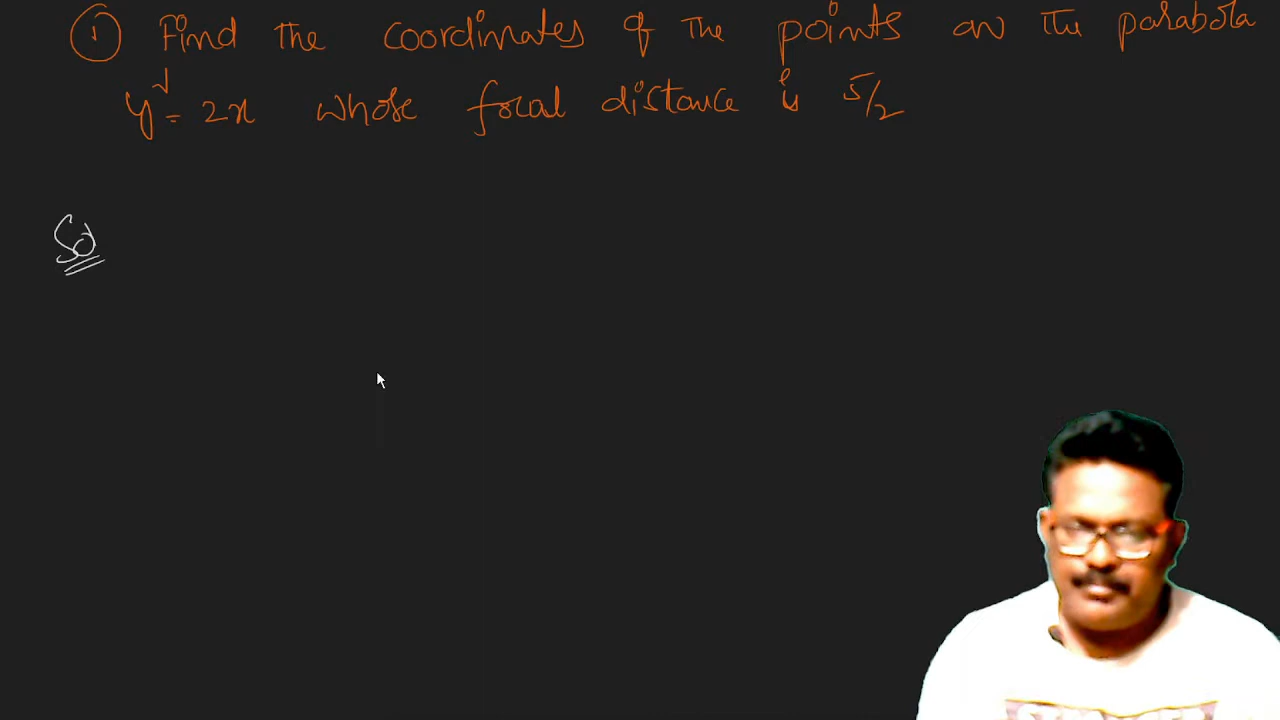 ① Find the coordinates of the points on the parabola
y² = 2x whose focal distance is 5/2
Sol